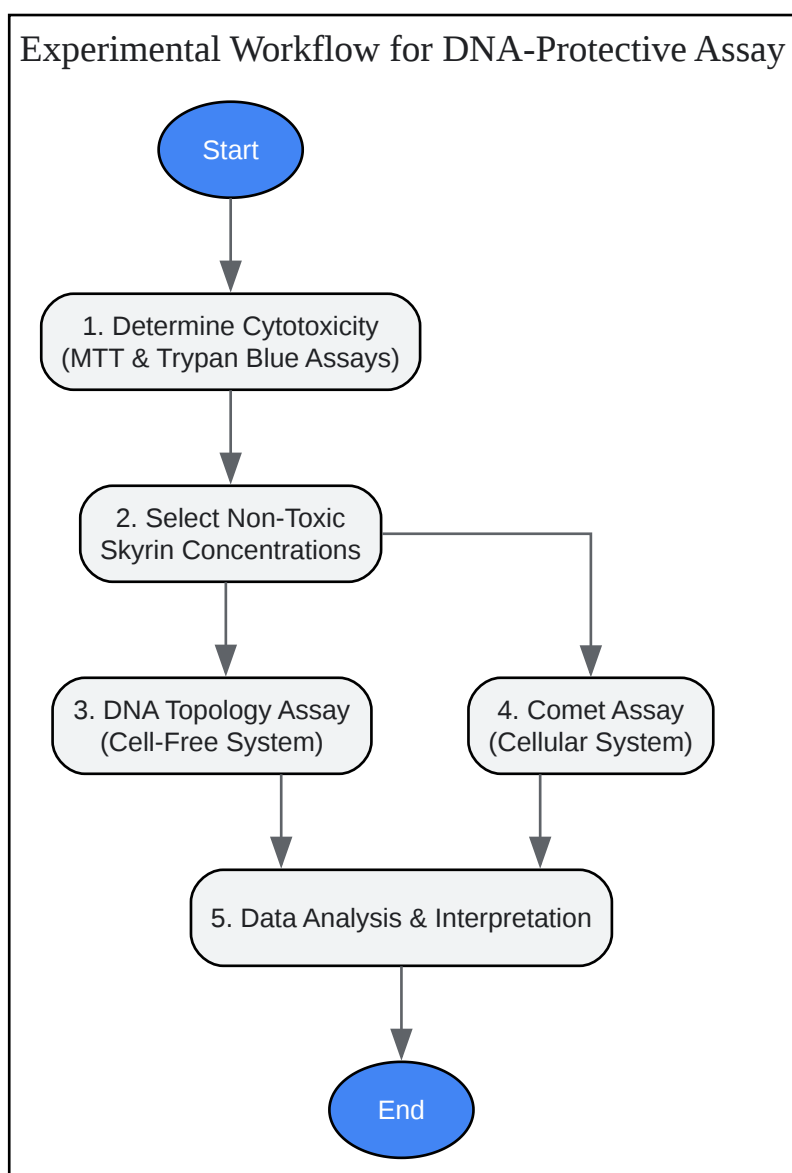 Experimental Workflow for DNA-Protective Assay
Start
1. Determine Cytotoxicity
(MTT & Trypan Blue Assays)
2. Select Non-Toxic
Skyrin Concentrations
3. DNA Topology Assay
(Cell-Free System)
4. Comet Assay
(Cellular System)
5. Data Analysis & Interpretation
End